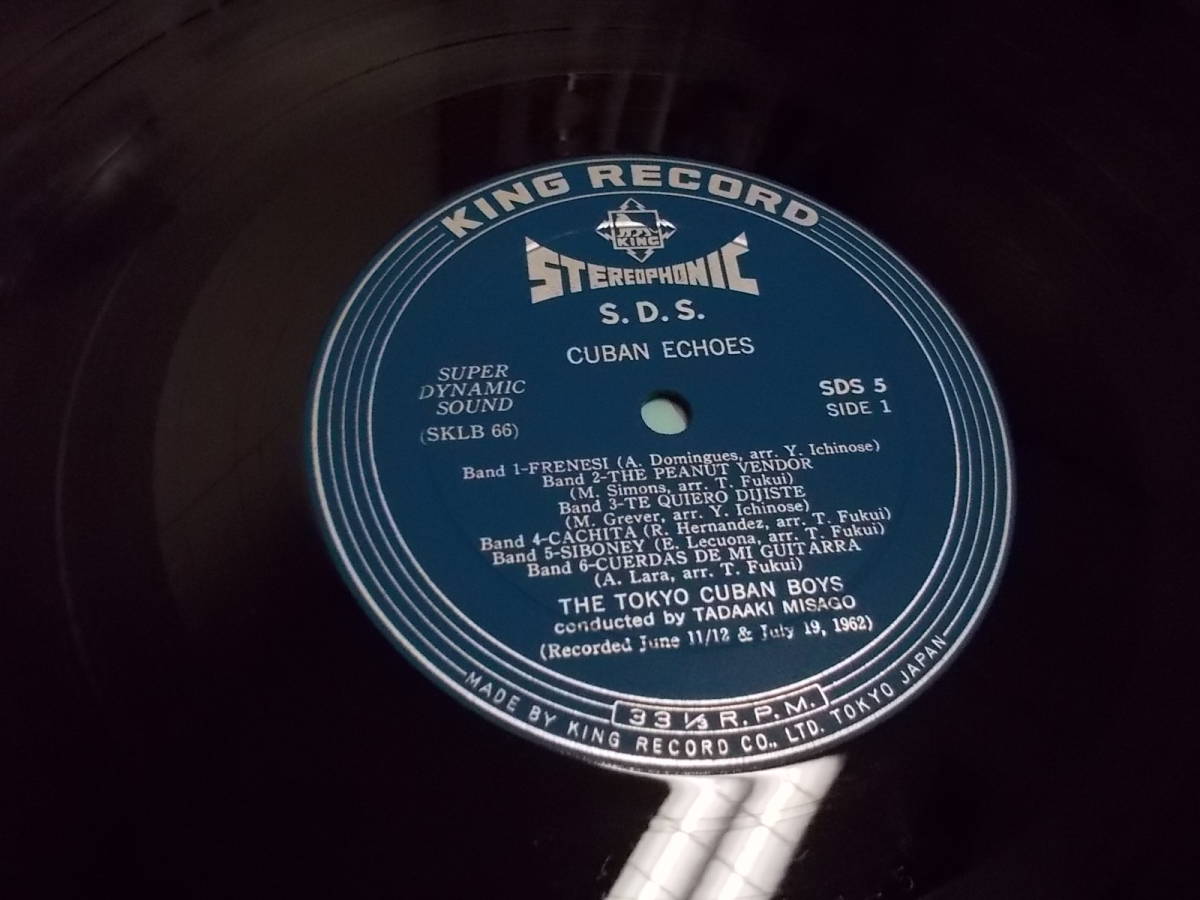 KING RECORD
KING
STEREOPHONIC
S. D. S.
CUBAN ECHOES
SUPER
DYNAMIC
SOUND
(SKLB 66)
SDS 5
SIDE 1
Band 1-FRENESI (A. Domingues, arr. Y. Ichinose)
Band 2-THE PEANUT VENDOR
(M. Simons, arr. T. Fukui)
Band 3-TE QUIERO DIJISTE
(M. Grever, arr. Y. Ichinose)
Band 4-CACHITA (R. Hernandez, arr. T. Fukui)
Band 5-SIBONEY (E. Lecuona, arr. T. Fukui)
Band 6-CUERDAS DE MI GUITARRA
(A. Lara, arr. T. Fukui)
THE TOKYO CUBAN BOYS
conducted by TADAAKI MISAGO
(Recorded June 11/12 & July 19, 1962)
33 1/3 R.P.M.
MADE BY KING RECORD CO., LTD. TOKYO JAPAN